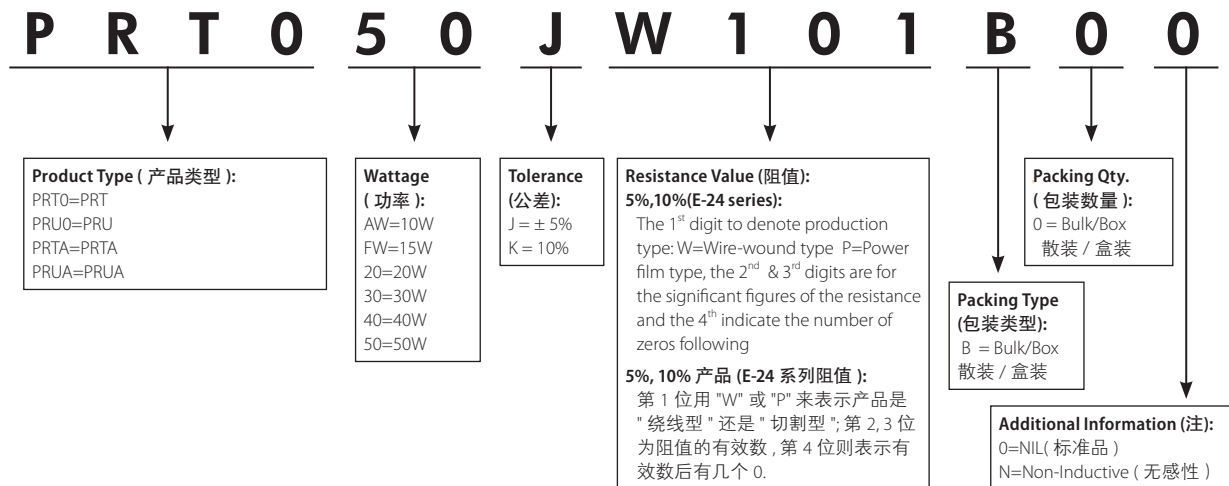 P R T 0 5 0 J W 1 0 1 B 0 0
Product Type ( 产品类型 ):
PRT0=PRT
PRU0=PRU
PRTA=PRTA
PRUA=PRUA
Wattage
( 功率 ):
AW=10W
FW=15W
20=20W
30=30W
40=40W
50=50W
Tolerance
(公差):
J = ± 5%
K = 10%
Resistance Value (阻值):
5%,10%(E-24 series):
The 1st digit to denote production
type: W=Wire-wound type P=Power
film type, the 2nd & 3rd digits are for
the significant figures of the resistance
and the 4th indicate the number of
zeros following
5%, 10% 产品 (E-24 系列阻值 ):
第 1 位用 "W" 或 "P" 来表示产品是
" 绕线型 " 还是 " 切割型 "; 第 2, 3 位
为阻值的有效数 , 第 4 位则表示有
效数后有几个 0.
Packing Type
(包装类型):
B = Bulk/Box
散装 / 盒装
Packing Qty.
( 包装数量 ):
0 = Bulk/Box
散装 / 盒装
Additional Information (注):
0=NIL( 标准品 )
N=Non-Inductive ( 无感性 )